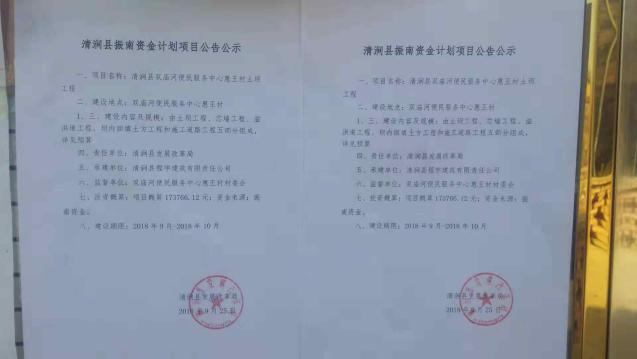 清涧县振南资金计划项目公告公示
一、项目名称：清涧县双庙河便民服务中心惠王村土坝
工程
二、建设地点：双庙河便民服务中心惠王村
1、三、建设内容及规模：由土坝工程、芯墙工程、溢
洪道工程、坝内回填土方工程和施工道路工程五部分组成，
详见预算
四、责任单位：清涧县发展改革局
五、承建单位：清涧县程宇建筑有限责任公司
六、监督单位：双庙河便民服务中心惠王村村委会
七、投资概算：项目概算173766.12元；资金来源：振
南资金。
八、建设期图：2018年9月-2018年10月
清涧县发展改革局
2018年9月25日
清涧县振南资金计划项目公告公示
一、项目名称：清涧县双庙河便民服务中心惠王村土坝
工程
二、建设地点：双庙河便民服务中心惠王村
1、三、建设内容及规模：由土坝工程、芯墙工程、溢
洪道工程、坝内回填土方工程和施工道路工程五部分组成，
详见预算
四、责任单位：清涧县发展改革局
五、承建单位：清涧县程宇建筑有限责任公司
六、监督单位：双庙河便民服务中心惠王村村委会
七、投资概算：项目概算173766.12元；资金来源：振
南资金。
八、建设期图：2018年9月-2018年10月
清涧县发展改革局
2018年9月25日